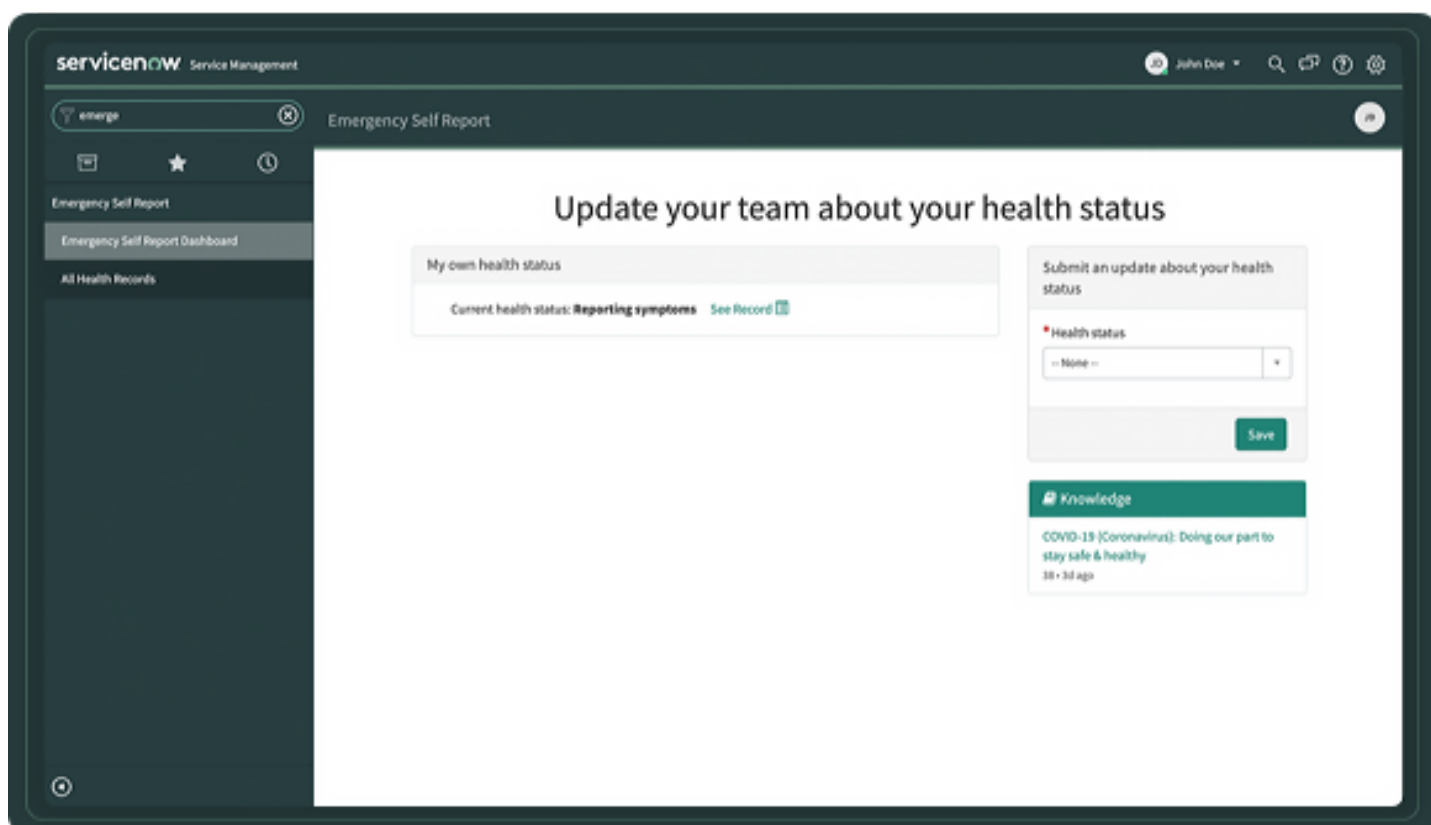 servicenow Service Management
JD John Doe
emerge
Emergency Self Report
Emergency Self Report
Emergency Self Report Dashboard
All Health Records
Update your team about your health status
My own health status
Current health status: Reporting symptoms See Record
Submit an update about your health
status
*Health status
-- None --
Save
Knowledge
COVID-19 (Coronavirus): Doing our part to
stay safe & healthy
38 • 3d ago